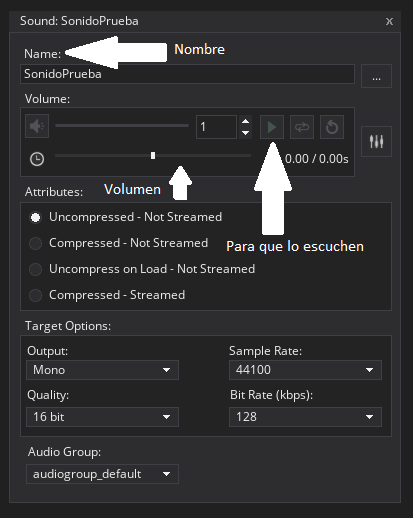 Sound: SonidoPrueba x
Name: Nombre
SonidoPrueba ...
Volume:
1
0.00 / 0.00s
Attributes: Volumen
Uncompressed - Not Streamed
Compressed - Not Streamed Para que lo escuchen
Uncompress on Load - Not Streamed
Compressed - Streamed
Target Options:
Output: Sample Rate:
Mono 44100
Quality: Bit Rate (kbps):
16 bit 128
Audio Group:
audiogroup_default